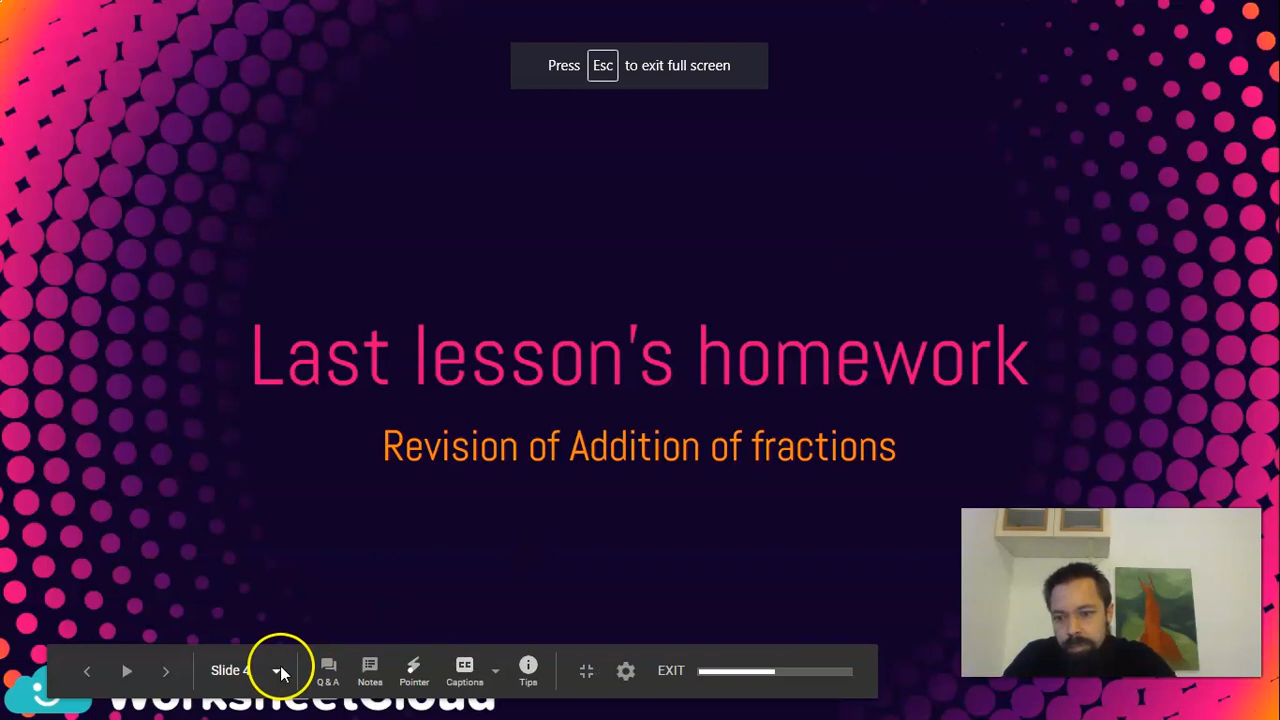 Press Esc to exit full screen
Last lesson's homework
Revision of Addition of fractions
Slide 4
Q & A
Notes
Pointer
Captions
Tips
EXIT
WorksheetCloud